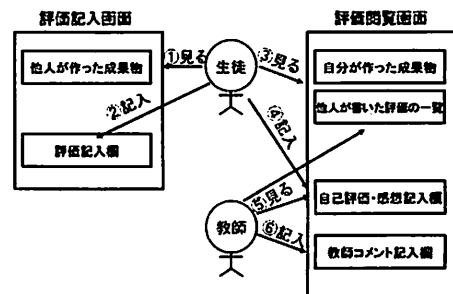 評価記入画面
評価閲覧画面
他人が作った成果物
①見る
生徒
③見る
自分が作った成果物
②記入
他人が書いた評価の一覧
④記入
評価記入欄
⑤見る
自己評価・感想記入欄
教師
⑥記入
教師コメント記入欄